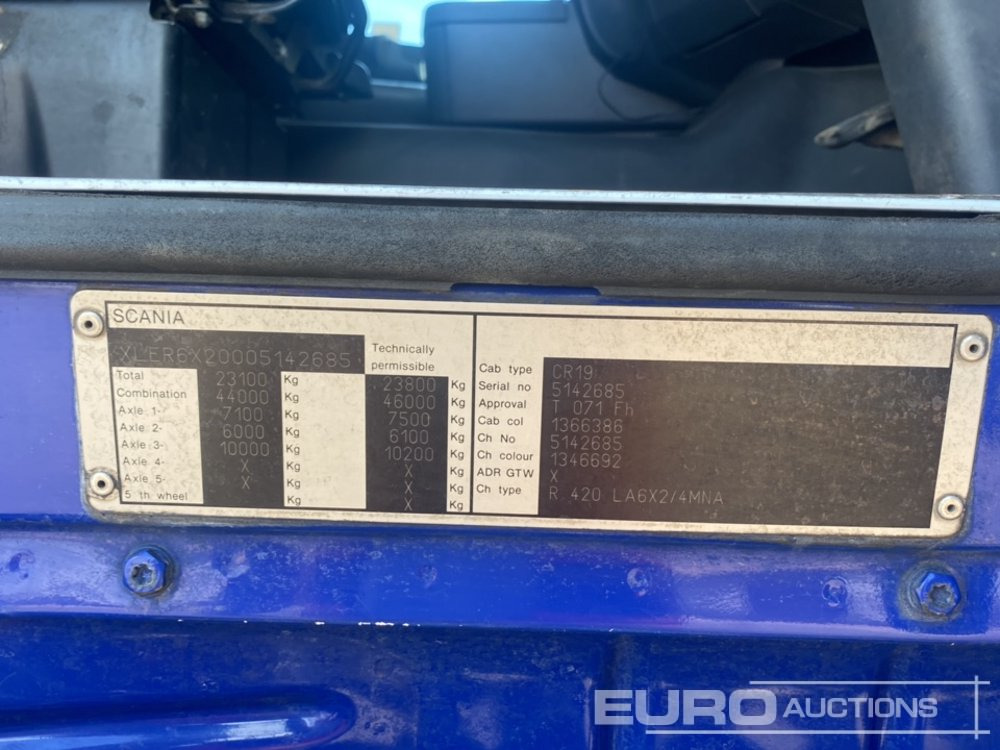 SCANIA
XLER6X20005142685 Technically permissible
Total 23100 Kg 23800 Kg
Combination 44000 Kg 46000 Kg
Axle 1- 7100 Kg 7500 Kg
Axle 2- 6000 Kg 6100 Kg
Axle 3- 10000 Kg 10200 Kg
Axle 4- X Kg X Kg
Axle 5- X Kg X Kg
5 th wheel Kg X Kg
Cab type CR19
Serial no 5142685
Approval T 071 Fh
Cab col 1366386
Ch No 5142685
Ch colour 1346692
ADR GTW X
Ch type R 420 LA6X2/4MNA
EURO AUCTIONS